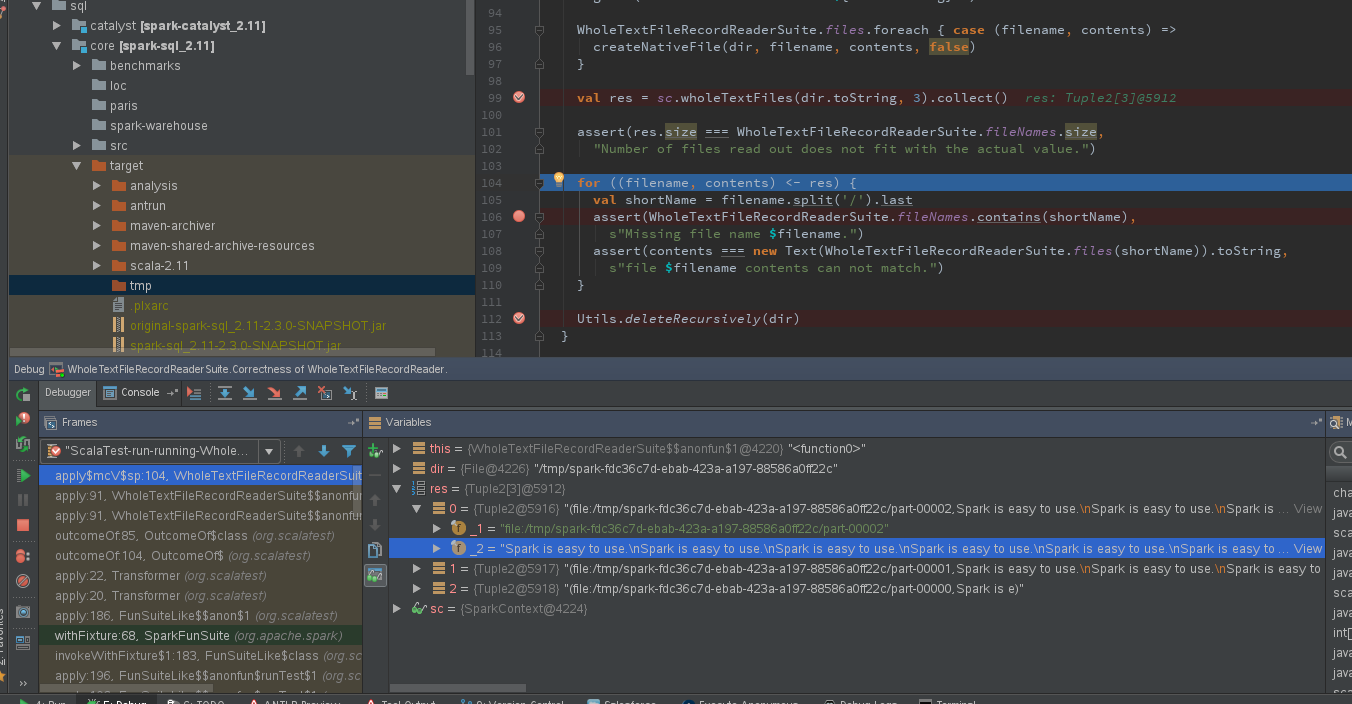 sql
catalyst [spark-catalyst_2.11]
core [spark-sql_2.11]
benchmarks
loc
paris
spark-warehouse
src
target
analysis
antrun
maven-archiver
maven-shared-archive-resources
scala-2.11
tmp
.plxarc
original-spark-sql_2.11-2.3.0-SNAPSHOT.jar
spark-sql_2.11-2.3.0-SNAPSHOT.jar
94
95 WholeTextFileRecordReaderSuite.files.foreach { case (filename, contents) =>
96 createNativeFile(dir, filename, contents, false)
97 }
98
99 val res = sc.wholeTextFiles(dir.toString, 3).collect() res: Tuple2[3]@5912
100
101 assert(res.size === WholeTextFileRecordReaderSuite.fileNames.size,
102 "Number of files read out does not fit with the actual value.")
103
104 for ((filename, contents) <- res) {
105 val shortName = filename.split('/').last
106 assert(WholeTextFileRecordReaderSuite.fileNames.contains(shortName),
107 s"Missing file name $filename.")
108 assert(contents === new Text(WholeTextFileRecordReaderSuite.files(shortName)).toString,
109 s"file $filename contents can not match.")
110 }
111
112 Utils.deleteRecursively(dir)
113 }
114
Debug WholeTextFileRecordReaderSuite.Correctness of WholeTextFileRecordReader.
Debugger Console
Frames
"ScalaTest-run-running-Whole...
apply$mcV$sp:104, WholeTextFileRecordReaderSuit
apply:91, WholeTextFileRecordReaderSuite$$anonfun
apply:91, WholeTextFileRecordReaderSuite$$anonfun
outcomeOf:85, OutcomeOf$class (org.scalatest)
outcomeOf:104, OutcomeOf$ (org.scalatest)
apply:22, Transformer (org.scalatest)
apply:20, Transformer (org.scalatest)
apply:186, FunSuiteLike$$anon$1 (org.scalatest)
withFixture:68, SparkFunSuite (org.apache.spark)
invokeWithFixture$1:183, FunSuiteLike$class (org.sc
apply:196, FunSuiteLike$$anonfun$runTest$1 (org.sc
Variables
this = {WholeTextFileRecordReaderSuite$$anonfun$1@4220} "<function0>"
dir = {File@4226} "/tmp/spark-fdc36c7d-ebab-423a-a197-88586a0ff22c"
res = {Tuple2[3]@5912}
0 = {Tuple2@5916} "(file:/tmp/spark-fdc36c7d-ebab-423a-a197-88586a0ff22c/part-00002,Spark is easy to use.\nSpark is easy to use.\nSpark is ... View
_1 = "file:/tmp/spark-fdc36c7d-ebab-423a-a197-88586a0ff22c/part-00002"
_2 = "Spark is easy to use.\nSpark is easy to use.\nSpark is easy to use.\nSpark is easy to use.\nSpark is easy to use.\nSpark is easy to ... View
1 = {Tuple2@5917} "(file:/tmp/spark-fdc36c7d-ebab-423a-a197-88586a0ff22c/part-00001,Spark is easy to use.\nSpark is easy to use.\nSpark is easy to
2 = {Tuple2@5918} "(file:/tmp/spark-fdc36c7d-ebab-423a-a197-88586a0ff22c/part-00000,Spark is e)"
sc = {SparkContext@4224}
M
cha
java
scal
java
java
scal
java
int[]
java
java